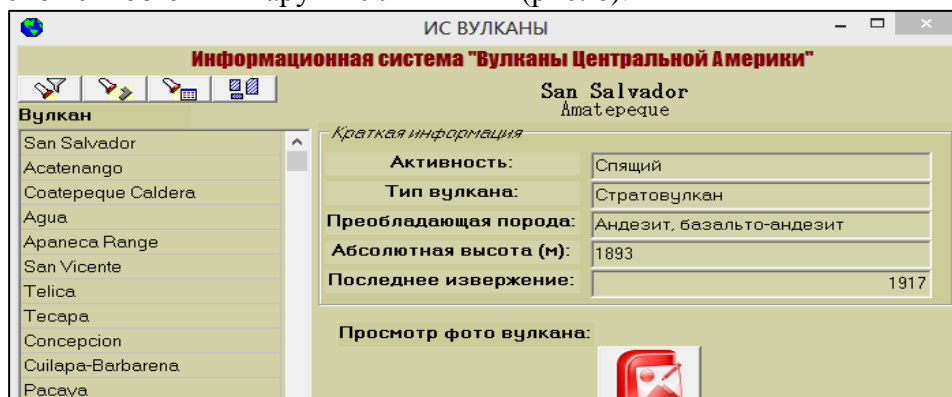 ИС ВУЛКАНЫ
Информационная система "Вулканы Центральной Америки"
San Salvador
Amatepeque
Вулкан
San Salvador
Acatenango
Coatepeque Caldera
Agua
Apaneca Range
San Vicente
Telica
Tecapa
Concepcion
Cuilapa-Barbarena
Pacaya
Краткая информация
Активность: Спящий
Тип вулкана: Стратовулкан
Преобладающая порода: Андезит, базальто-андезит
Абсолютная высота (м): 1893
Последнее извержение: 1917
Просмотр фото вулкана: